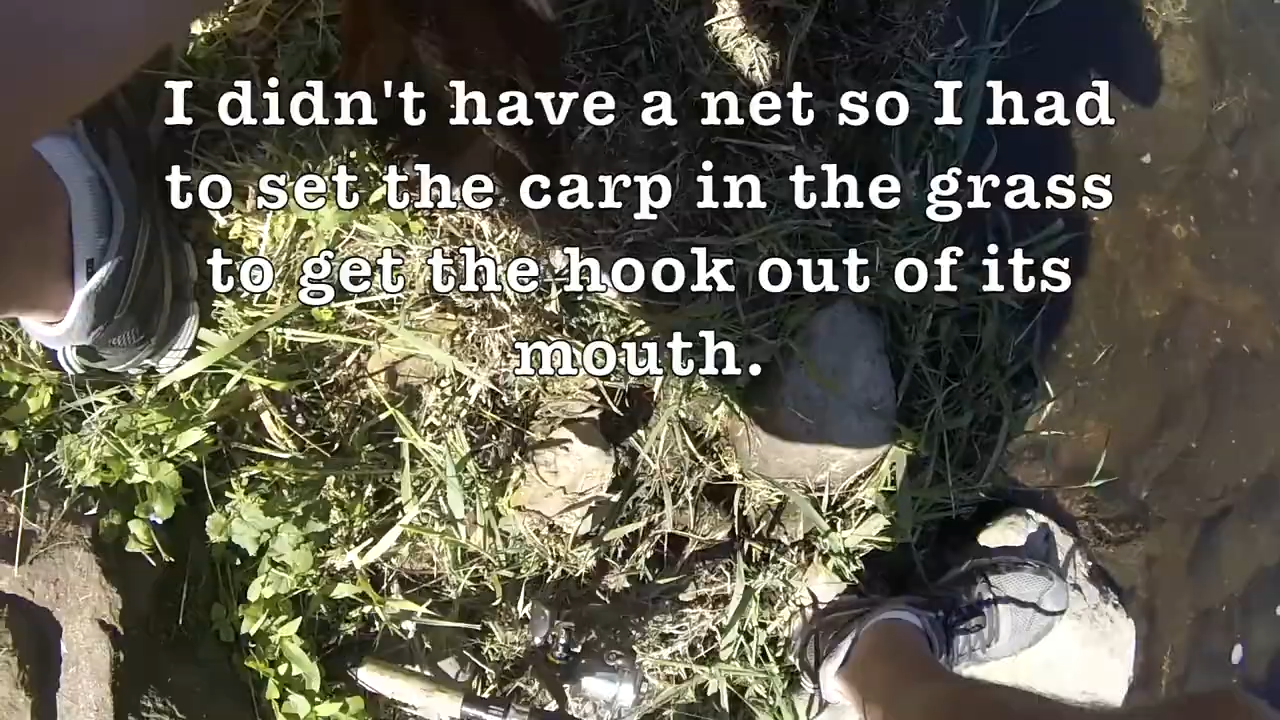 I didn't have a net so I had
to set the carp in the grass
to get the hook out of its
mouth.